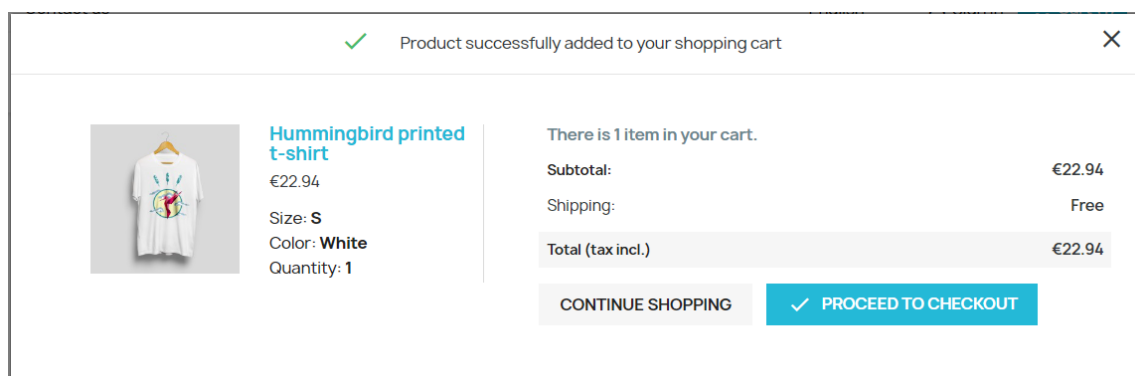 Product successfully added to your shopping cart
Hummingbird printed
t-shirt
€22.94
Size: S
Color: White
Quantity: 1
There is 1 item in your cart.
Subtotal: €22.94
Shipping: Free
Total (tax incl.) €22.94
CONTINUE SHOPPING
PROCEED TO CHECKOUT